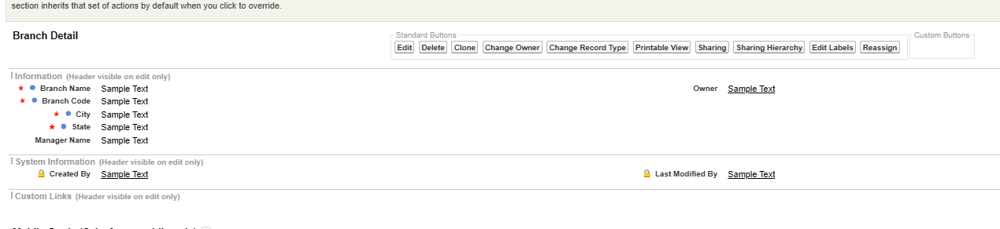 section inherits that set of actions by default when you click to override.
Branch Detail
Standard Buttons
Edit Delete Clone Change Owner Change Record Type Printable View Sharing Sharing Hierarchy Edit Labels Reassign
Custom Buttons
Information (Header visible on edit only)
* Branch Name Sample Text Owner Sample Text
* Branch Code Sample Text
* City Sample Text
* State Sample Text
Manager Name Sample Text
System Information (Header visible on edit only)
Created By Sample Text Last Modified By Sample Text
Custom Links (Header visible on edit only)